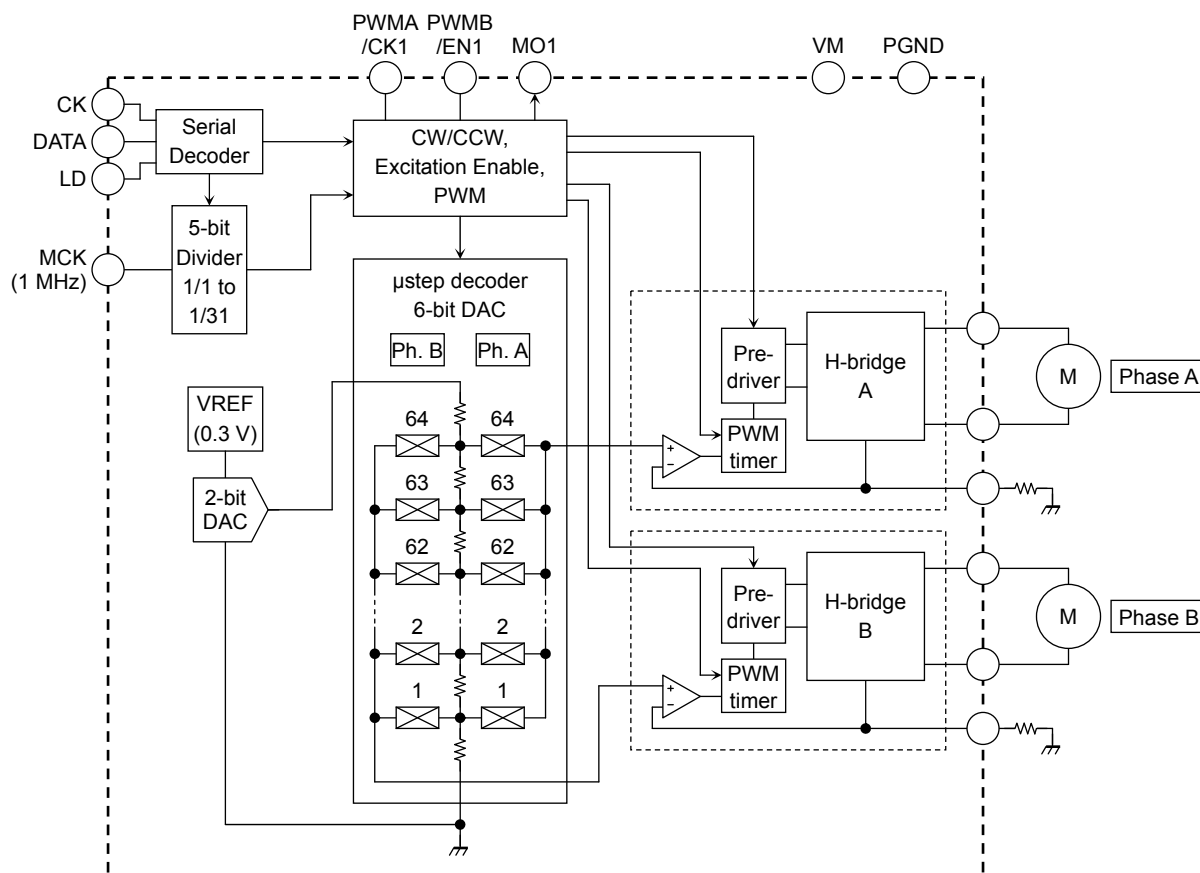 PWMA
/CK1
PWMB
/EN1
MO1
VM
PGND
CK
DATA
LD
Serial
Decoder
CW/CCW,
Excitation Enable,
PWM
MCK
(1 MHz)
5-bit
Divider
1/1 to
1/31
µstep decoder
6-bit DAC
Ph. B
Ph. A
VREF
(0.3 V)
2-bit
DAC
64
64
63
63
62
62
2
2
1
1
Pre-
driver
H-bridge
A
PWM
timer
+
−
M
Phase A
Pre-
driver
H-bridge
B
PWM
timer
+
−
M
Phase B